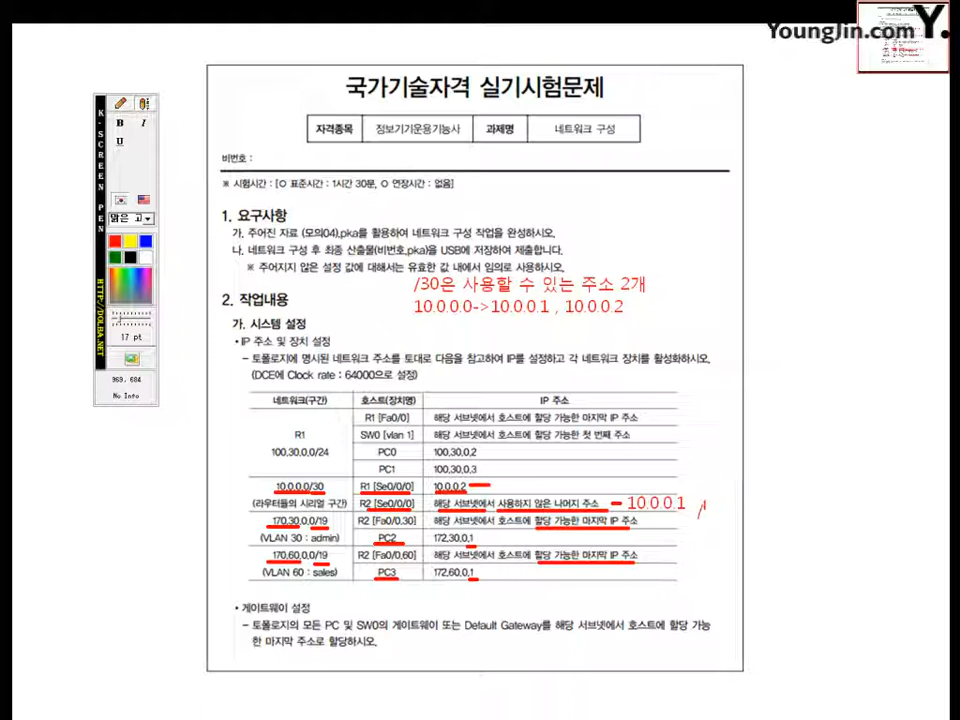 YoungJin.com Y.
국가기술자격 실기시험문제
자격종목 정보기기운용기능사 과제명 네트워크 구성
비번호 :
※ 시험시간 : [O 표준시간 : 1시간 30분, O 연장시간 : 없음]
1. 요구사항
가. 주어진 자료 (모의04).pka를 활용하여 네트워크 구성 작업을 완성하시오.
나. 네트워크 구성 후 최종 산출물(비번호.pka)을 USB에 저장하여 제출합니다.
※ 주어지지 않은 설정 값에 대해서는 유효한 값 내에서 임의로 사용하시오.
/30은 사용할 수 있는 주소 2개
10.0.0.0->10.0.0.1 , 10.0.0.2
2. 작업내용
가. 시스템 설정
• IP 주소 및 장치 설정
– 토폴로지에 명시된 네트워크 주소를 토대로 다음을 참고하여 IP를 설정하고 각 네트워크 장치를 활성화하시오.
(DCE에 Clock rate : 64000으로 설정)
네트워크(구간) 호스트(장치명) IP 주소
R1 [Fa0/0] 해당 서브넷에서 호스트에 할당 가능한 마지막 IP 주소
R1 SW0 [vlan 1] 해당 서브넷에서 호스트에 할당 가능한 첫 번째 주소
100.30.0.0/24 PC0 100.30.0.2
PC1 100.30.0.3
10.0.0.0/30 R1 [Se0/0/0] 10.0.0.2
(라우터들의 시리얼 구간) R2 [Se0/0/0] 해당 서브넷에서 사용하지 않은 나머지 주소 10.0.0.1 /
170.30.0.0/19 R2 [Fa0/0.30] 해당 서브넷에서 호스트에 할당 가능한 마지막 IP 주소
(VLAN 30 : admin) PC2 172.30.0.1
170.60.0.0/19 R2 [Fa0/0.60] 해당 서브넷에서 호스트에 할당 가능한 마지막 IP 주소
(VLAN 60 : sales) PC3 172.60.0.1
• 게이트웨이 설정
– 토폴로지의 모든 PC 및 SW0의 게이트웨이 또는 Default Gateway를 해당 서브넷에서 호스트에 할당 가능
한 마지막 주소로 할당하시오.
K-SCREEN PEN
B I
U
맑은 고
HTTP://DOLBA.NET
17 pt
969, 684
No Info